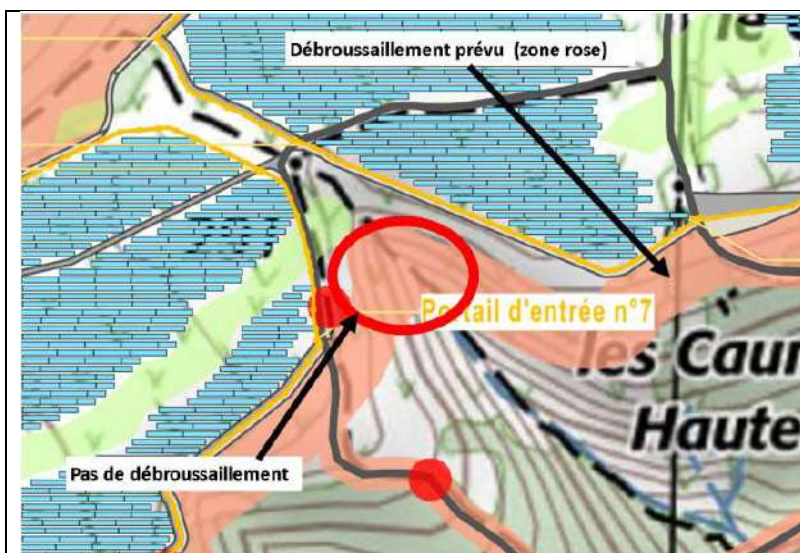 Débroussaillement prévu (zone rose)
Portail d'entrée n°7
les Caur
Haute
Pas de débroussaillement